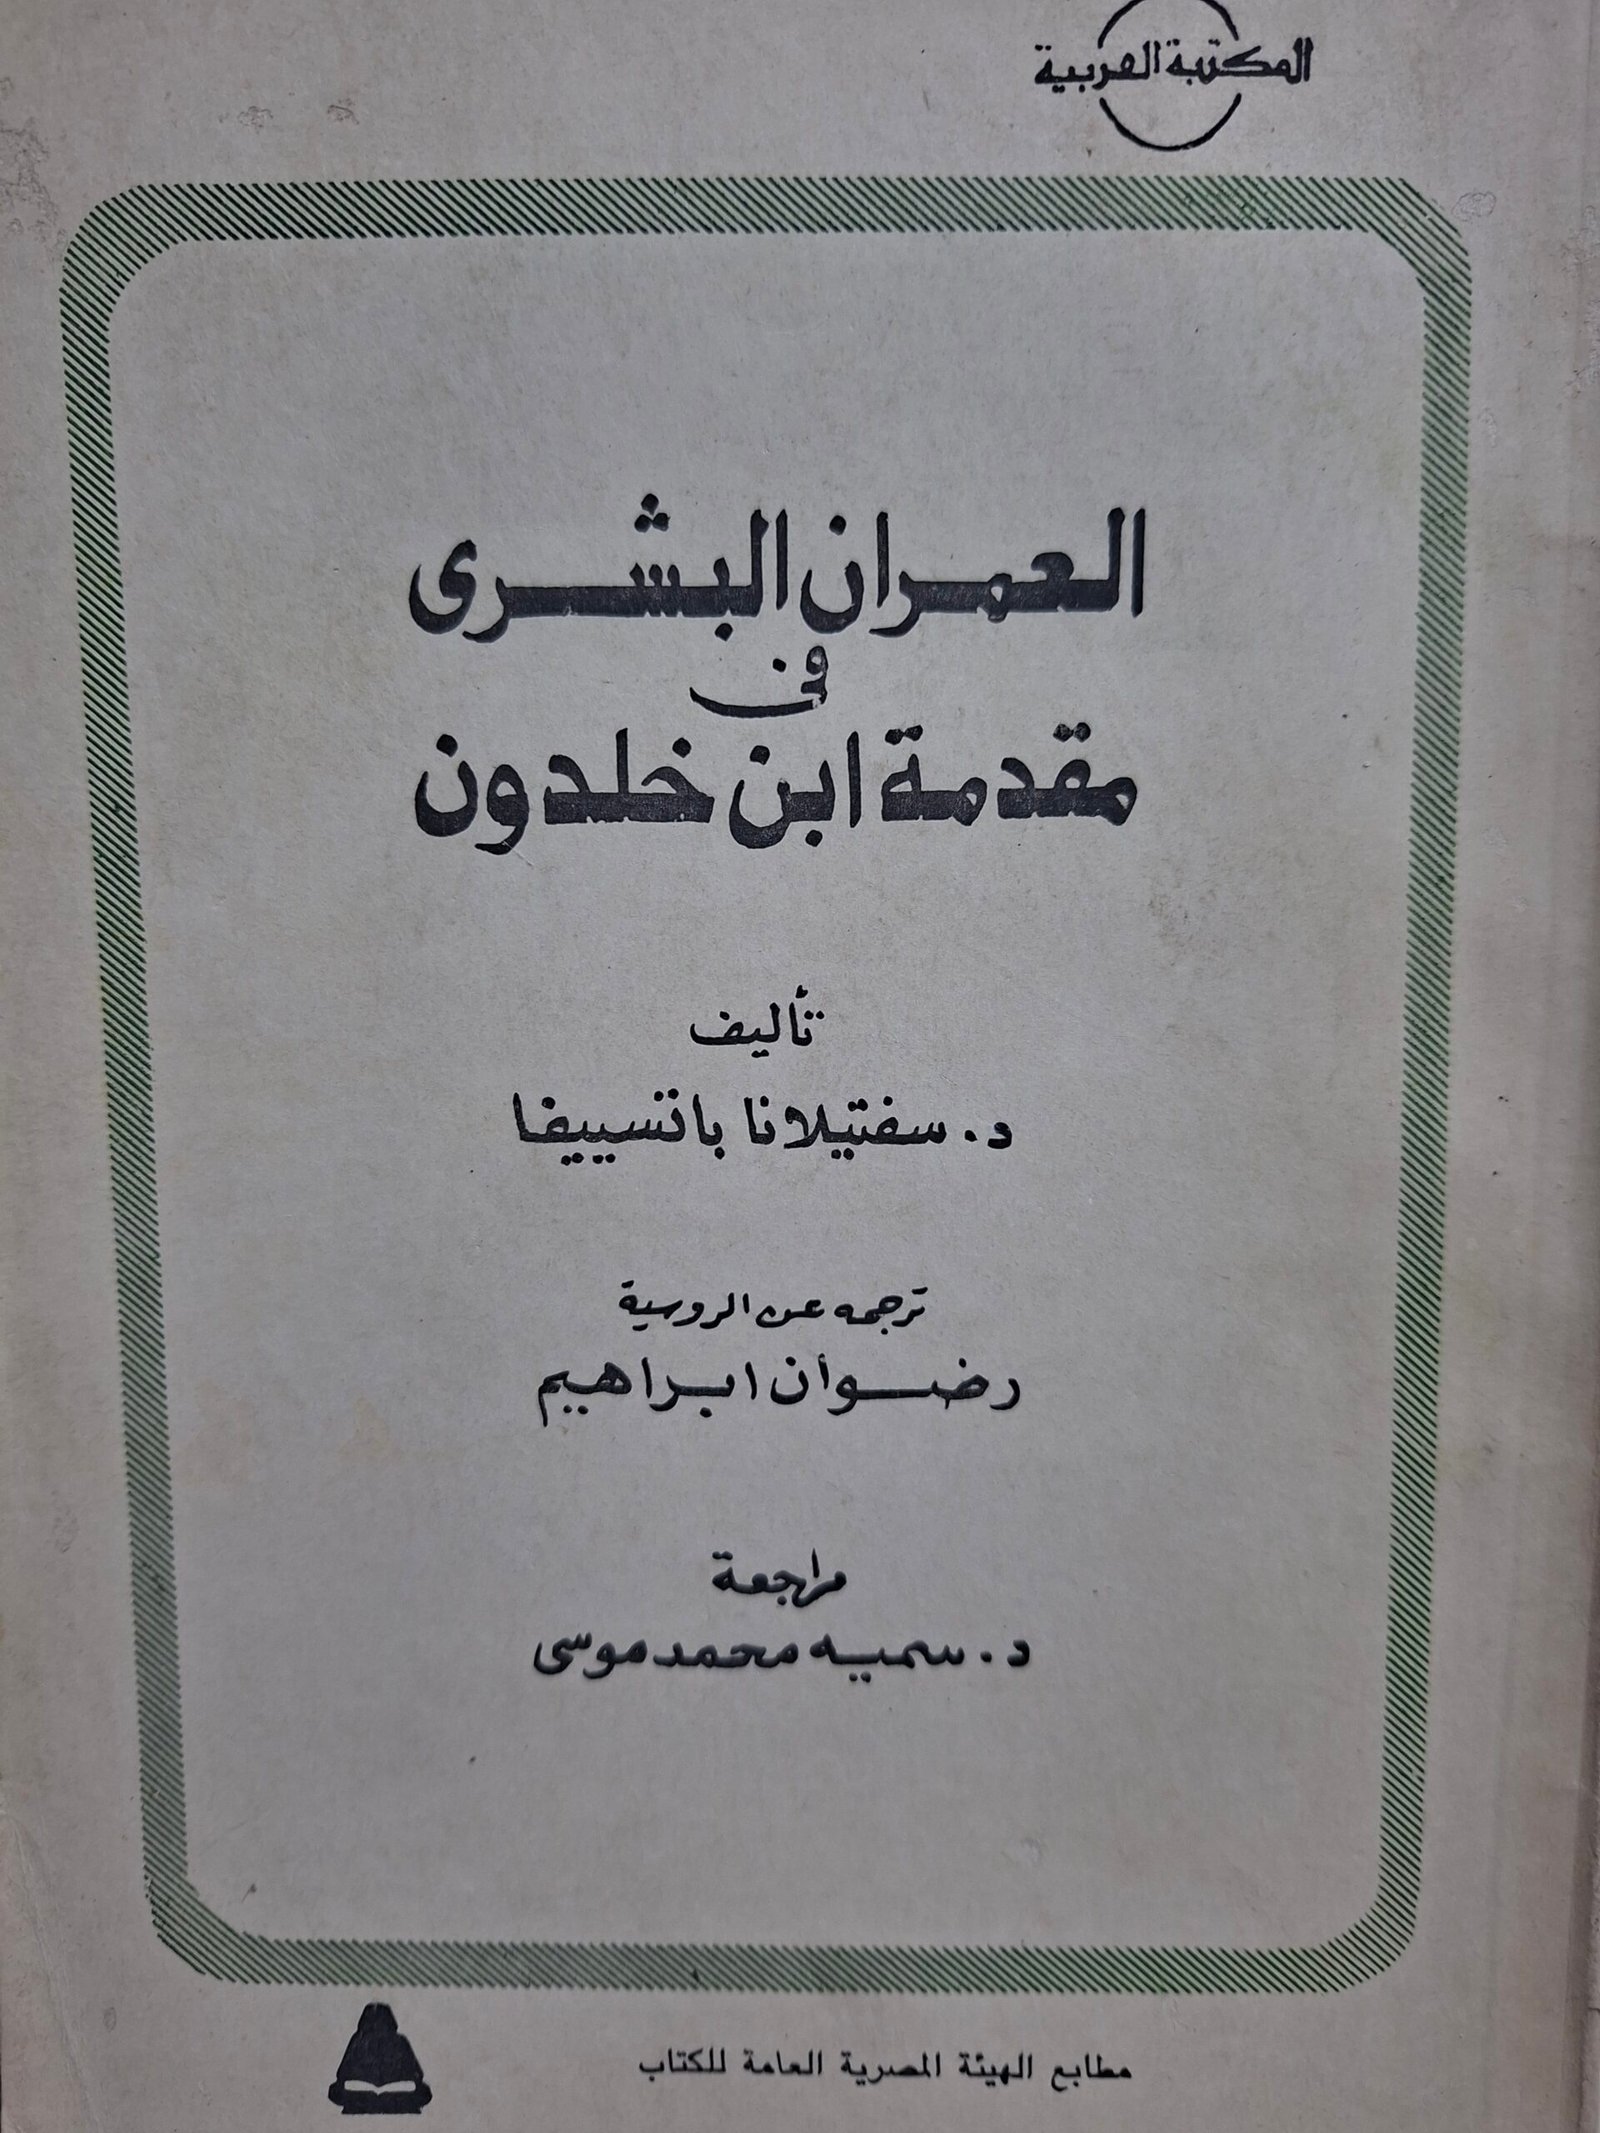 المكتبة العربية
العمران البشرى
فى
مقدمة ابن خلدون
تأليف
د. سفتيلانا باتسييفا
ترجمه عن الروسية
رضوان ابراهيم
مراجعة
د. سميه محمد موسى
مطابع الهيئة المصرية العامة للكتاب